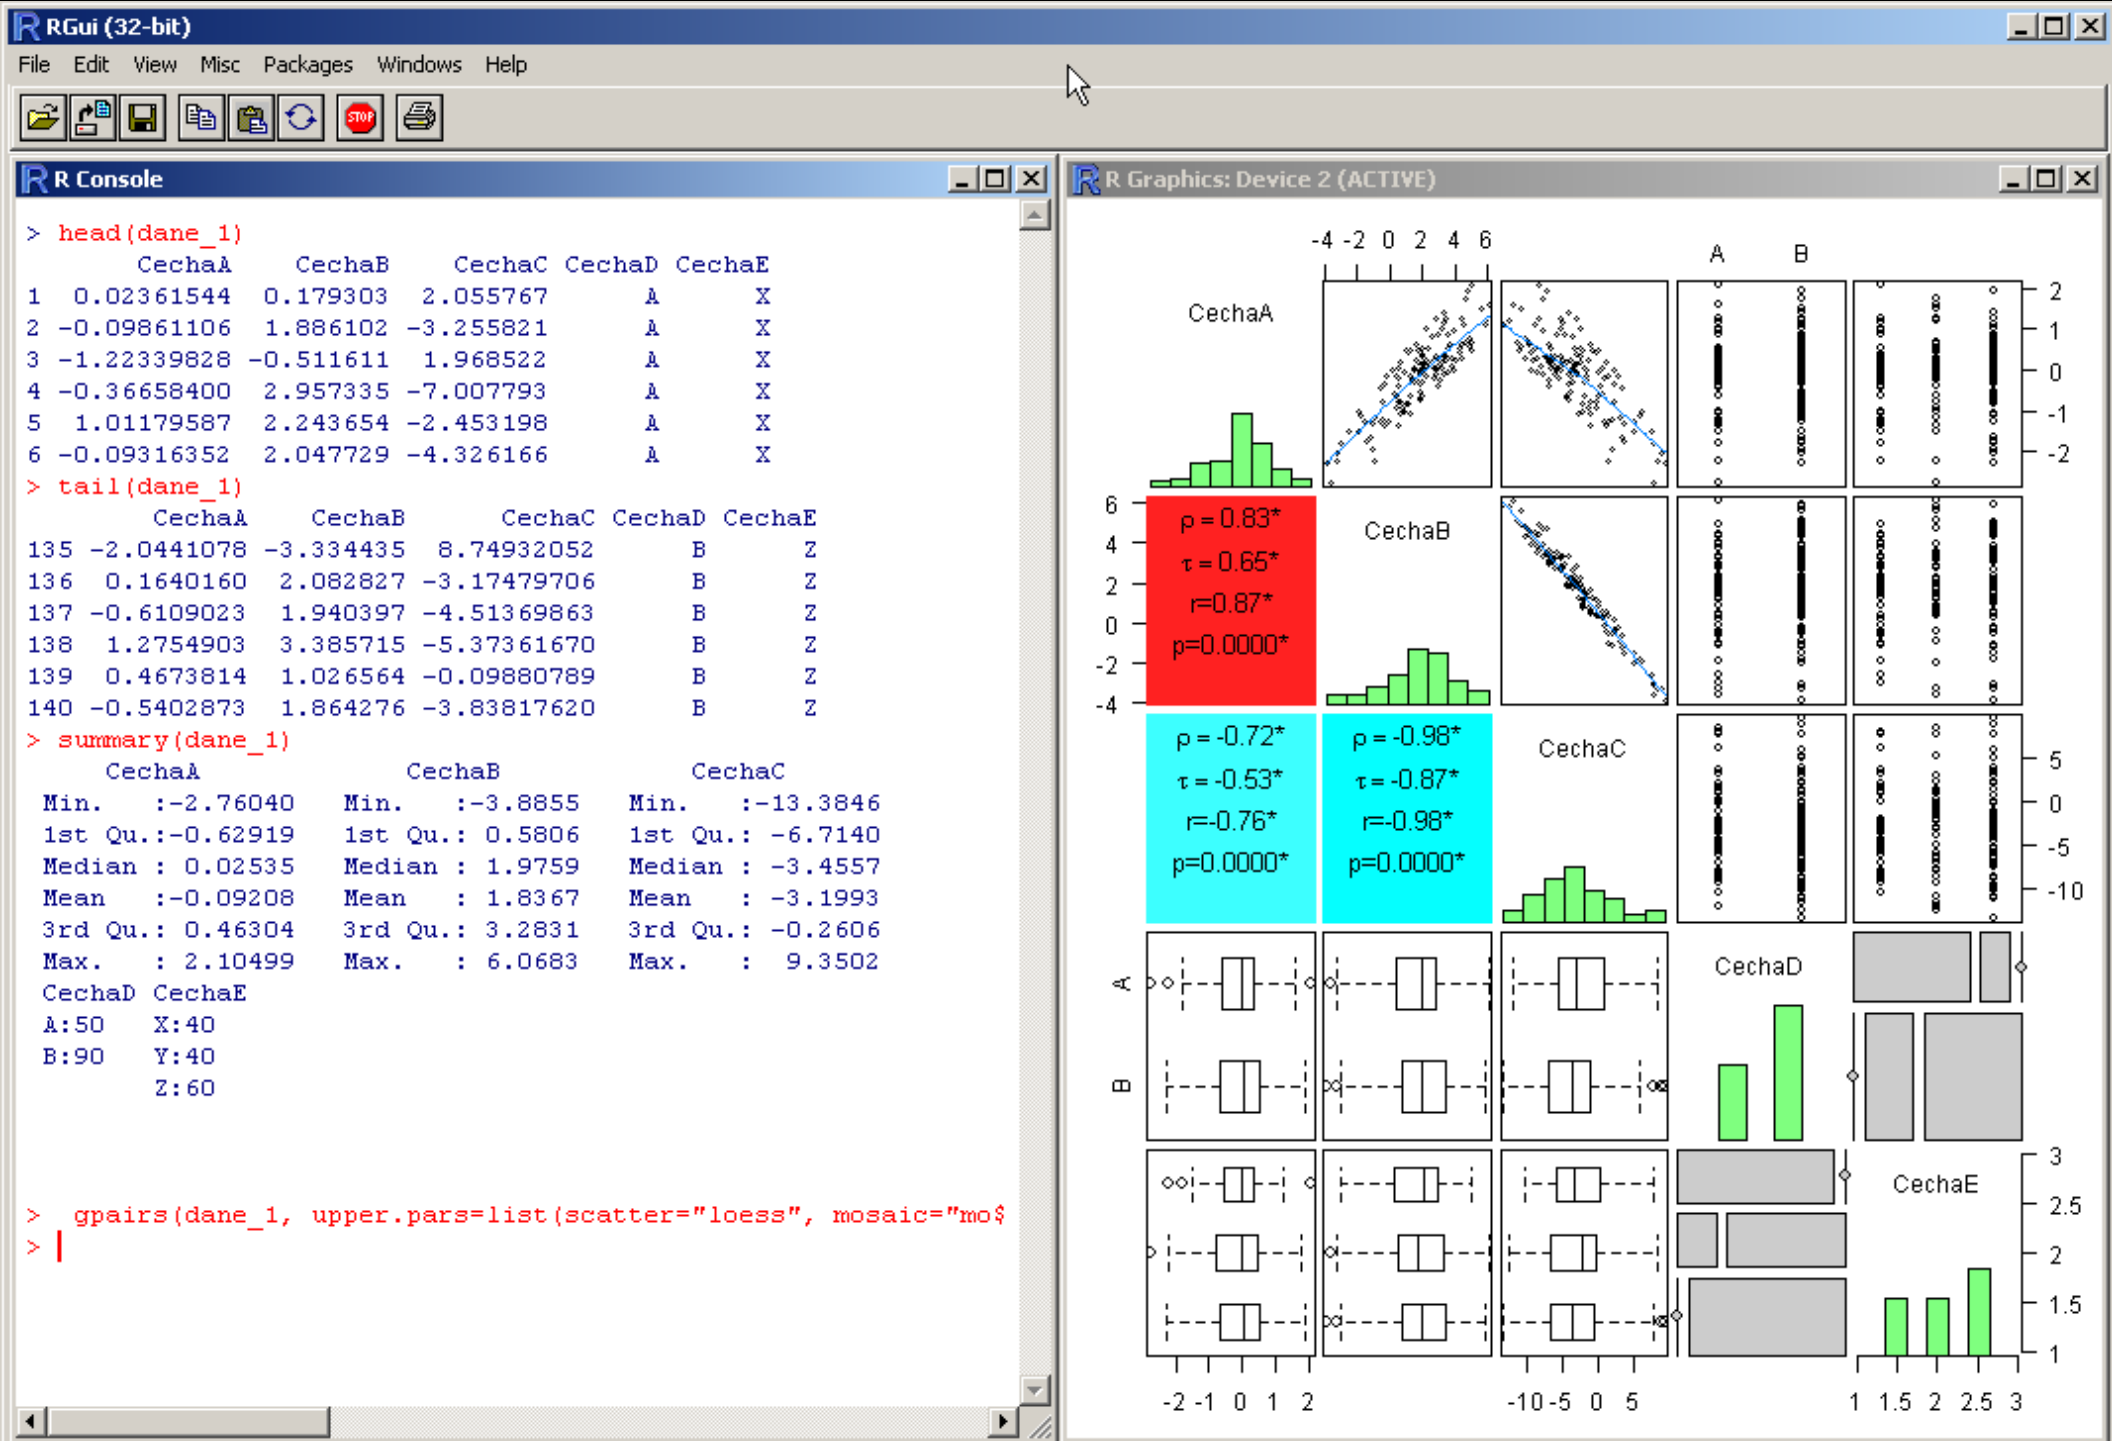 RGui (32-bit)
File Edit View Misc Packages Windows Help
STOP
R Console
> head(dane_1)
CechaA CechaB CechaC CechaD CechaE
1 0.02361544 0.179303 2.055767 A X
2 -0.09861106 1.886102 -3.255821 A X
3 -1.22339828 -0.511611 1.968522 A X
4 -0.36658400 2.957335 -7.007793 A X
5 1.01179587 2.243654 -2.453198 A X
6 -0.09316352 2.047729 -4.326166 A X
> tail(dane_1)
CechaA CechaB CechaC CechaD CechaE
135 -2.0441078 -3.334435 8.74932052 B Z
136 0.1640160 2.082827 -3.17479706 B Z
137 -0.6109023 1.940397 -4.51369863 B Z
138 1.2754903 3.385715 -5.37361670 B Z
139 0.4673814 1.026564 -0.09880789 B Z
140 -0.5402873 1.864276 -3.83817620 B Z
> summary(dane_1)
CechaA CechaB CechaC
Min. :-2.76040 Min. :-3.8855 Min. :-13.3846
1st Qu.:-0.62919 1st Qu.: 0.5806 1st Qu.: -6.7140
Median : 0.02535 Median : 1.9759 Median : -3.4557
Mean :-0.09208 Mean : 1.8367 Mean : -3.1993
3rd Qu.: 0.46304 3rd Qu.: 3.2831 3rd Qu.: -0.2606
Max. : 2.10499 Max. : 6.0683 Max. : 9.3502
CechaD CechaE
A:50 X:40
B:90 Y:40
Z:60
> gpairs(dane_1, upper.pars=list(scatter="loess", mosaic="mo$
>
R Graphics: Device 2 (ACTIVE)
-4 -2 0 2 4 6
A B
CechaA
2
1
0
-1
-2
6
4
2
0
-2
-4
ρ = 0.83*
τ = 0.65*
r=0.87*
p=0.0000*
CechaB
ρ = -0.72*
τ = -0.53*
r=-0.76*
p=0.0000*
ρ = -0.98*
τ = -0.87*
r=-0.98*
p=0.0000*
CechaC
5
0
-5
-10
A
B
CechaD
CechaE
3
2.5
2
1.5
1
-2 -1 0 1 2
-10 -5 0 5
1 1.5 2 2.5 3